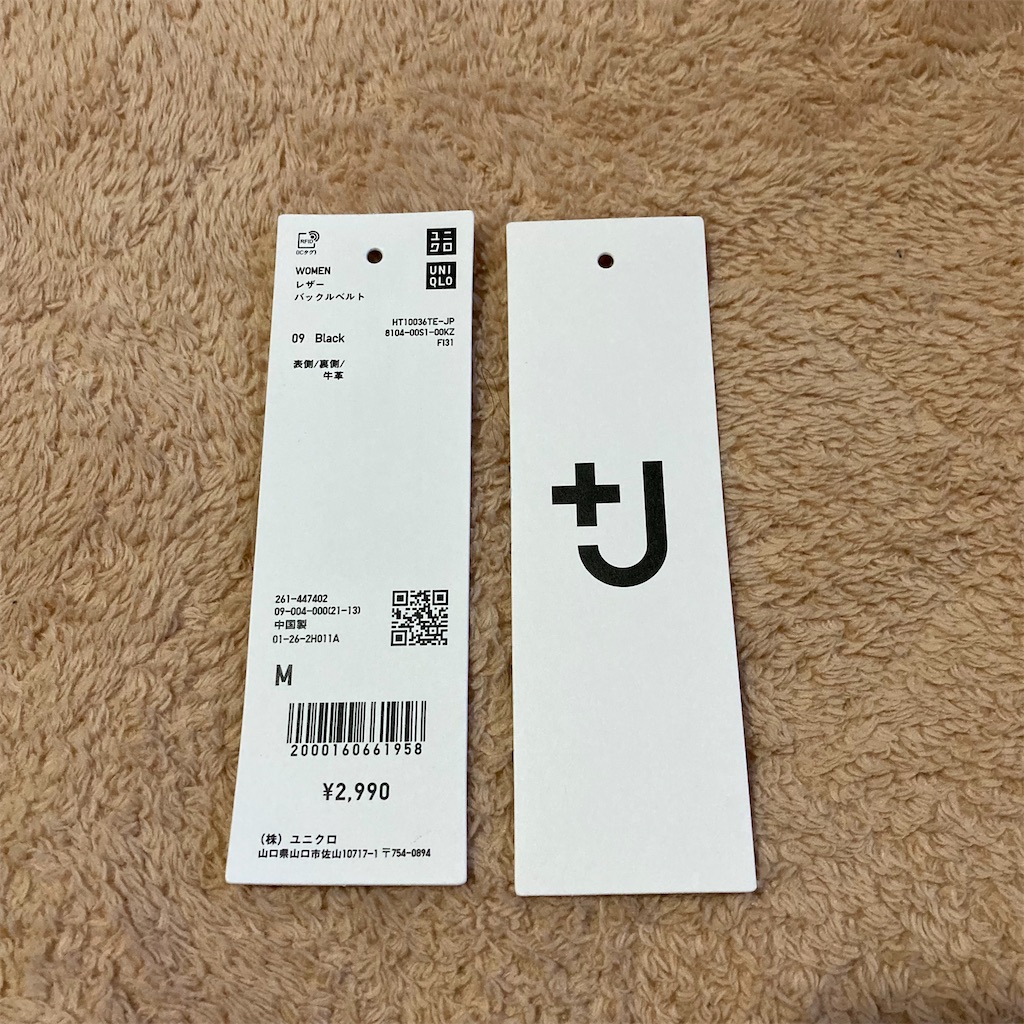 RFID
(ICタグ)
ユニ
クロ
UNI
QLO
WOMEN
レザー
バックルベルト
HT10036TE-JP
8104-00S1-00KZ
FI31
09 Black
表側/裏側/
牛革
261-447402
09-004-000(21-13)
中国製
01-26-2H011A
M
2000160661958
¥2,990
(株) ユニクロ
山口県山口市佐山10717-1 〒754-0894
+J